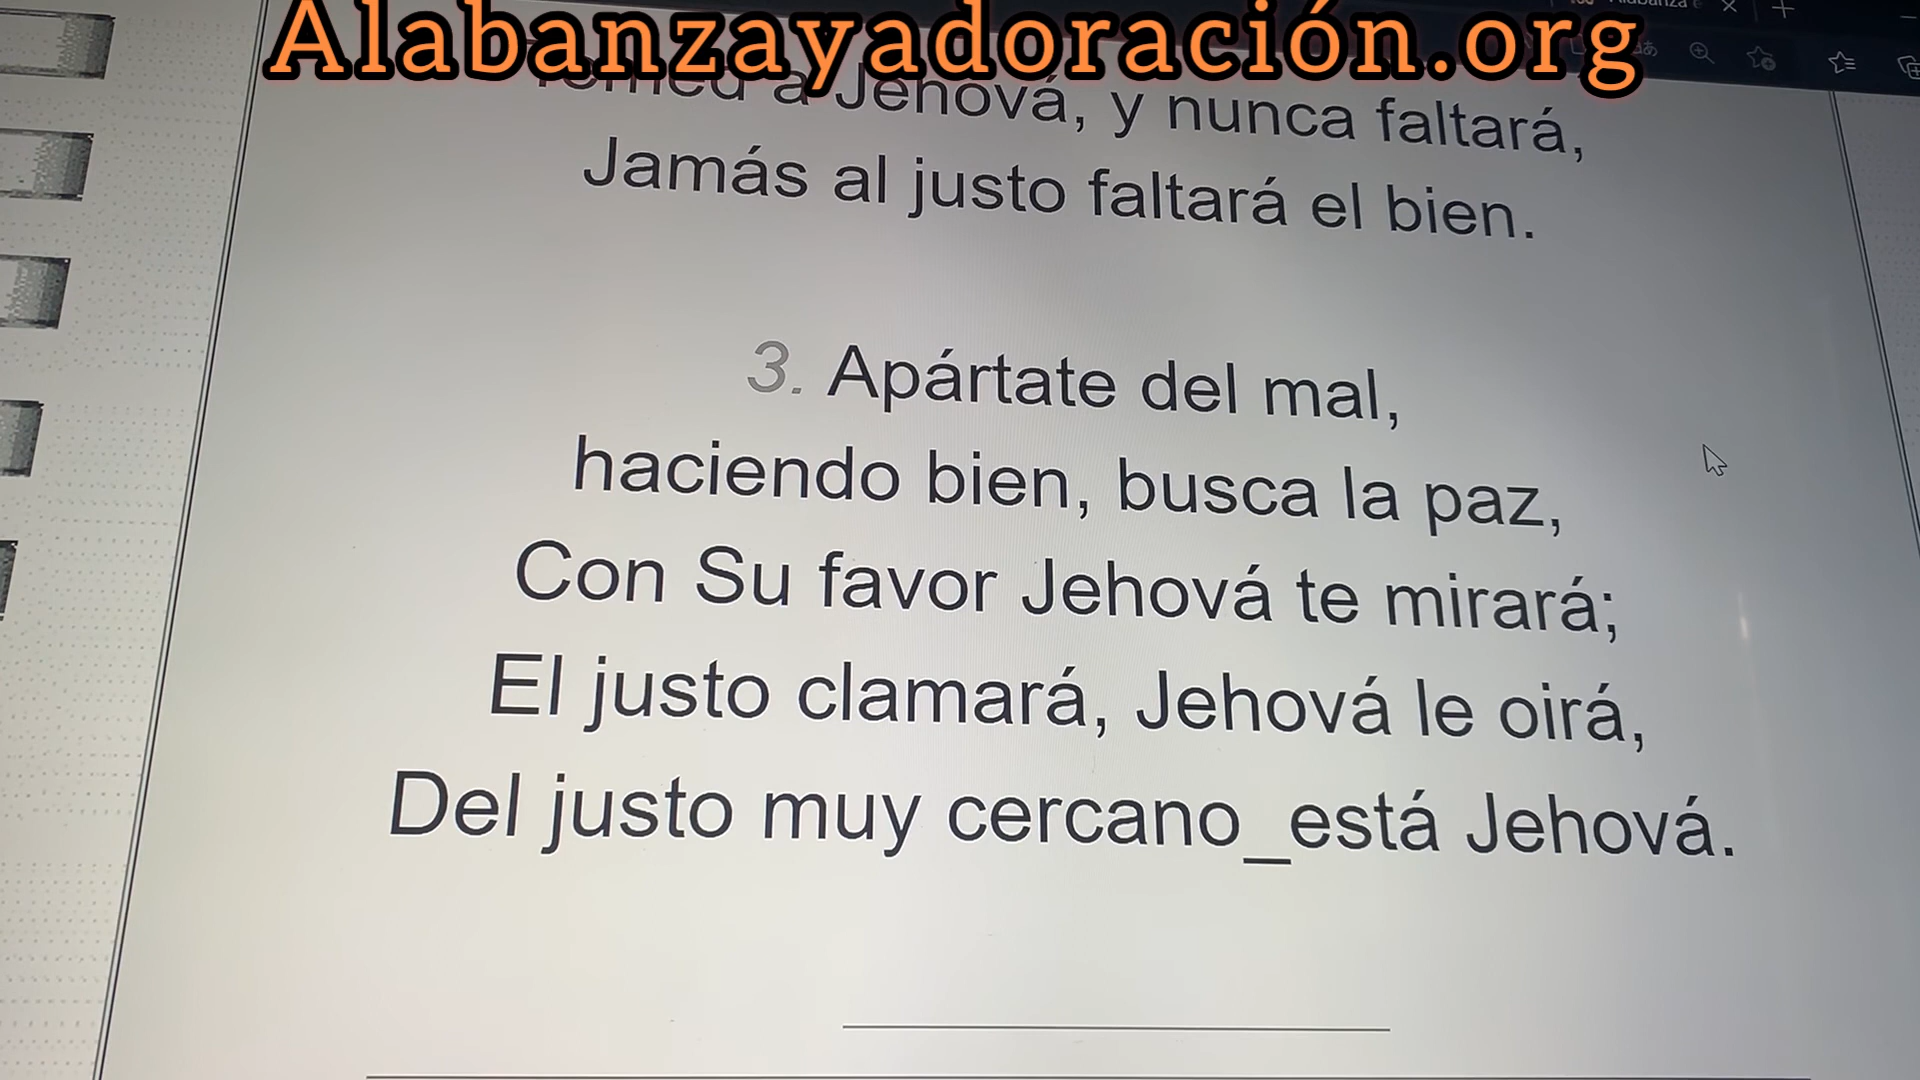 Alabanzayadoración.org
a Jehová, y nunca faltará,
Jamás al justo faltará el bien.
3. Apártate del mal,
haciendo bien, busca la paz,
Con Su favor Jehová te mirará;
El justo clamará, Jehová le oirá,
Del justo muy cercano_está Jehová.